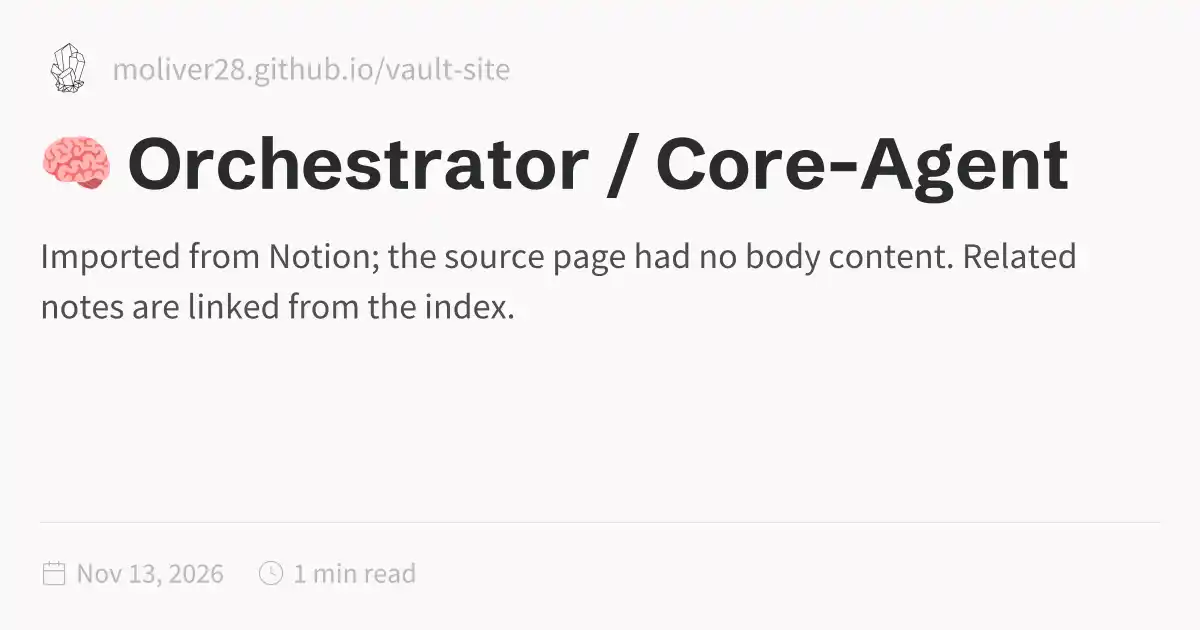 moliver28.github.io/vault-site
🧠 Orchestrator / Core-Agent
Imported from Notion; the source page had no body content. Related
notes are linked from the index.
Nov 13, 2026 1 min read